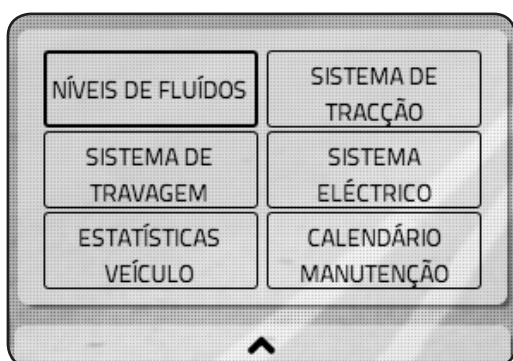 NÍVEIS DE FLUÍDOS
SISTEMA DE
TRACÇÃO
SISTEMA DE
TRAVAGEM
SISTEMA
ELÉCTRICO
ESTATÍSTICAS
VEÍCULO
CALENDÁRIO
MANUTENÇÃO